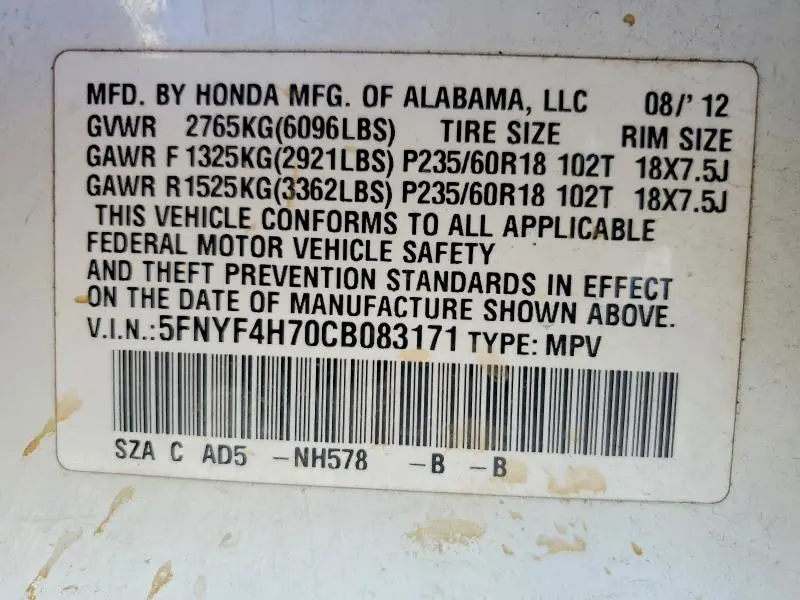 MFD. BY HONDA MFG. OF ALABAMA, LLC 08/' 12
GVWR 2765KG(6096LBS) TIRE SIZE RIM SIZE
GAWR F 1325KG(2921LBS) P235/60R18 102T 18X7.5J
GAWR R 1525KG(3362LBS) P235/60R18 102T 18X7.5J
THIS VEHICLE CONFORMS TO ALL APPLICABLE
FEDERAL MOTOR VEHICLE SAFETY
AND THEFT PREVENTION STANDARDS IN EFFECT
ON THE DATE OF MANUFACTURE SHOWN ABOVE.
V.I.N.:5FNYF4H70CB083171 TYPE: MPV
SZA C AD5 -NH578 -B -B